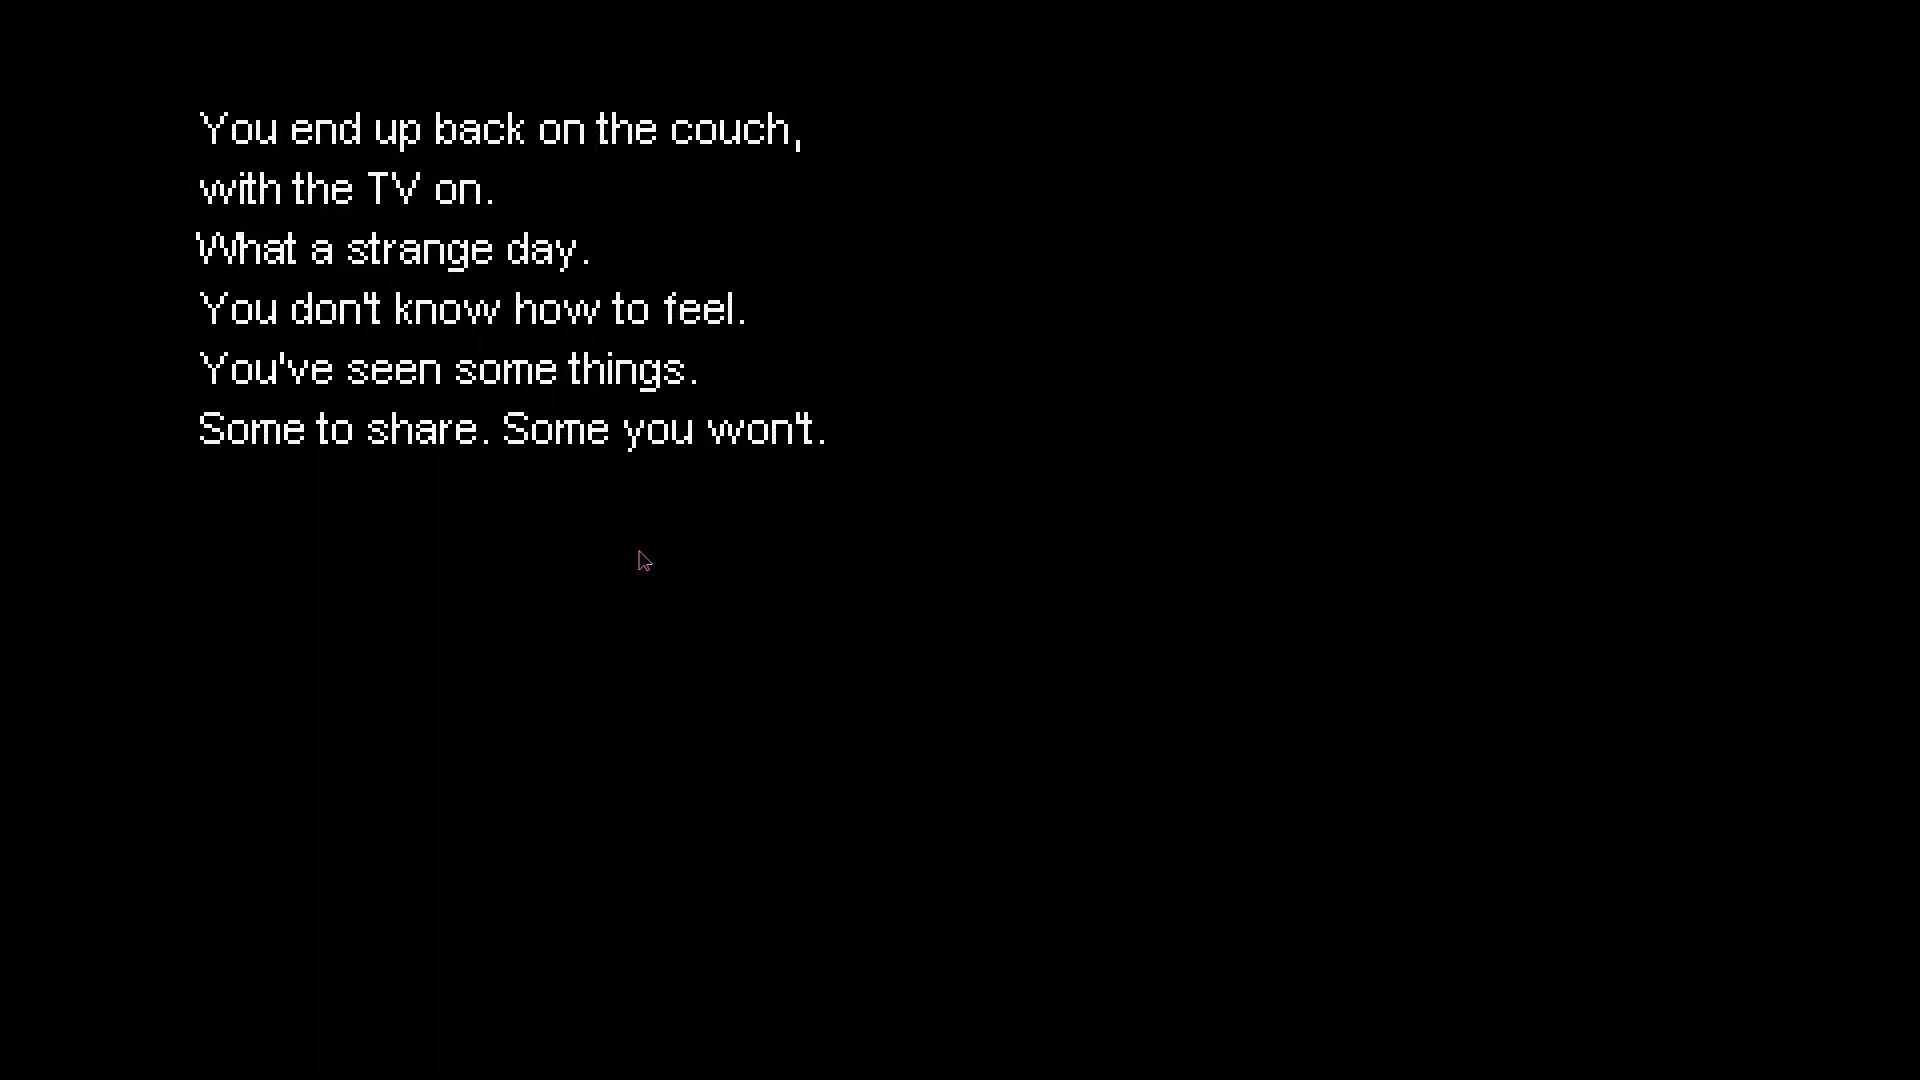 You end up back on the couch,
with the TV on.
What a strange day.
You don't know how to feel.
You've seen some things.
Some to share. Some you won't.